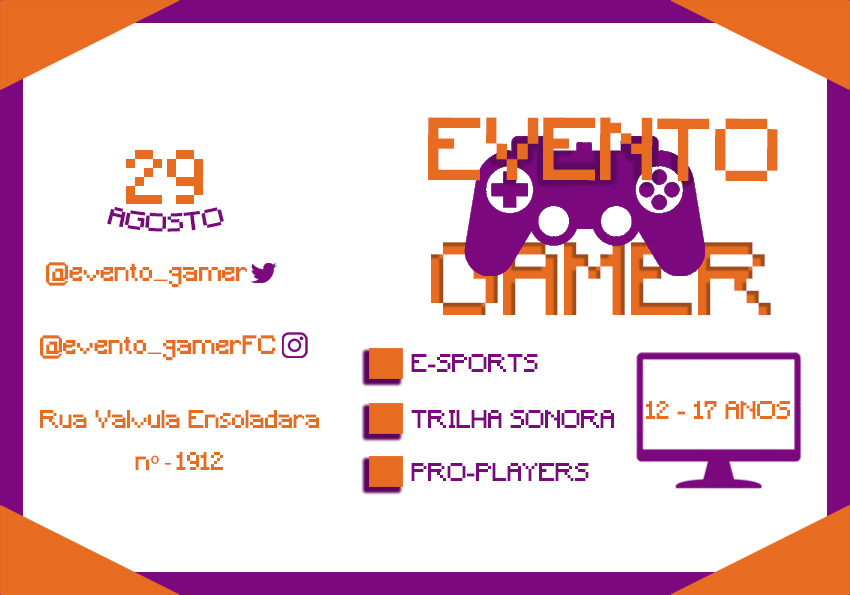 29
AGOSTO
@evento_gamer
@evento_gamerFC
Rua Valvula Ensoladara
nº - 1912
EVENTO
GAMER
E-SPORTS
TRILHA SONORA
PRO-PLAYERS
12 - 17 ANOS